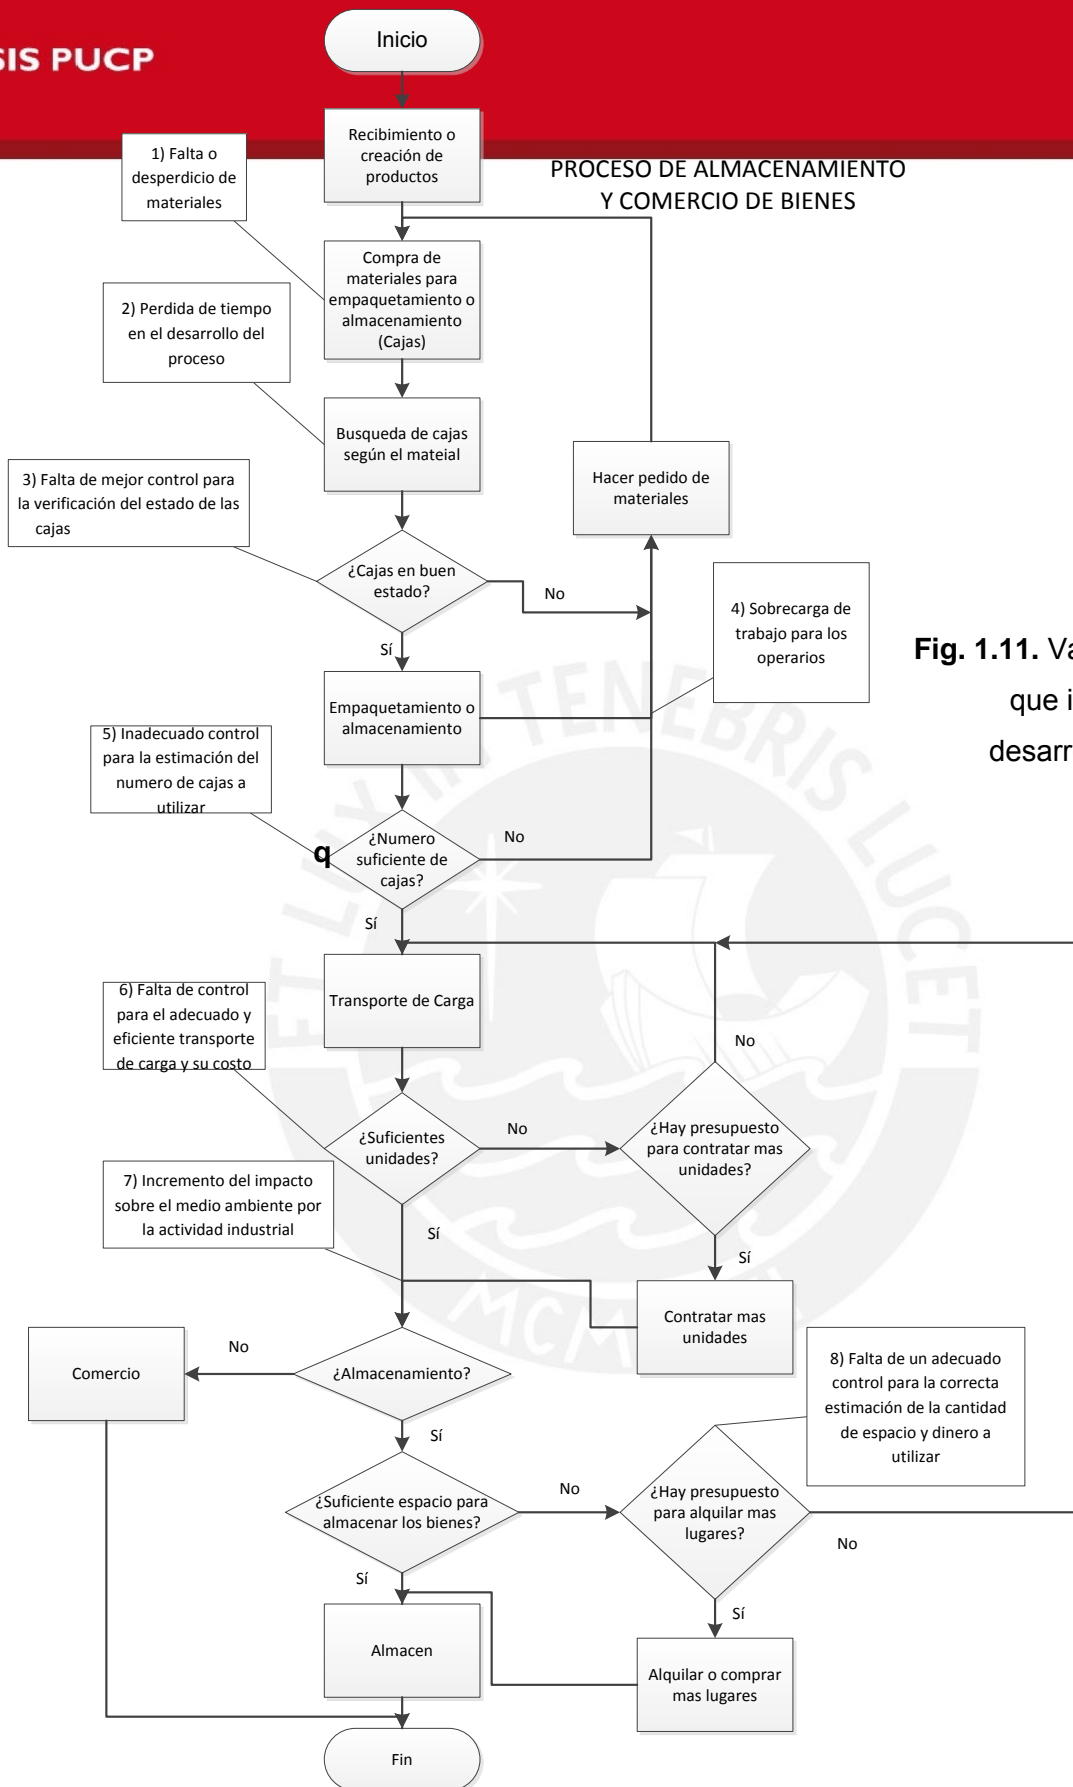 SIS PUCP
Inicio
Recibimiento o
creación de
productos
1) Falta o
desperdicio de
materiales
PROCESO DE ALMACENAMIENTO
Y COMERCIO DE BIENES
Compra de
materiales para
empaquetamiento o
almacenamiento
(Cajas)
2) Perdida de tiempo
en el desarrollo del
proceso
Busqueda de cajas
según el mateial
Hacer pedido de
materiales
3) Falta de mejor control para
la verificación del estado de las
cajas
¿Cajas en buen
estado?
No
Sí
4) Sobrecarga de
trabajo para los
operarios
Fig. 1.11. Va
que i
desarr
Empaquetamiento o
almacenamiento
5) Inadecuado control
para la estimación del
numero de cajas a
utilizar
q
¿Numero
suficiente de
cajas?
No
Sí
Transporte de Carga
6) Falta de control
para el adecuado y
eficiente transporte
de carga y su costo
No
¿Suficientes
unidades?
No
¿Hay presupuesto
para contratar mas
unidades?
7) Incremento del impacto
sobre el medio ambiente por
la actividad industrial
Sí
Sí
Contratar mas
unidades
No
Comercio
¿Almacenamiento?
8) Falta de un adecuado
control para la correcta
estimación de la cantidad
de espacio y dinero a
utilizar
Sí
¿Suficiente espacio para
almacenar los bienes?
No
¿Hay presupuesto
para alquilar mas
lugares?
No
Sí
Sí
Almacen
Alquilar o comprar
mas lugares
Fin
ET LUX IN TENEBRIS LUCET